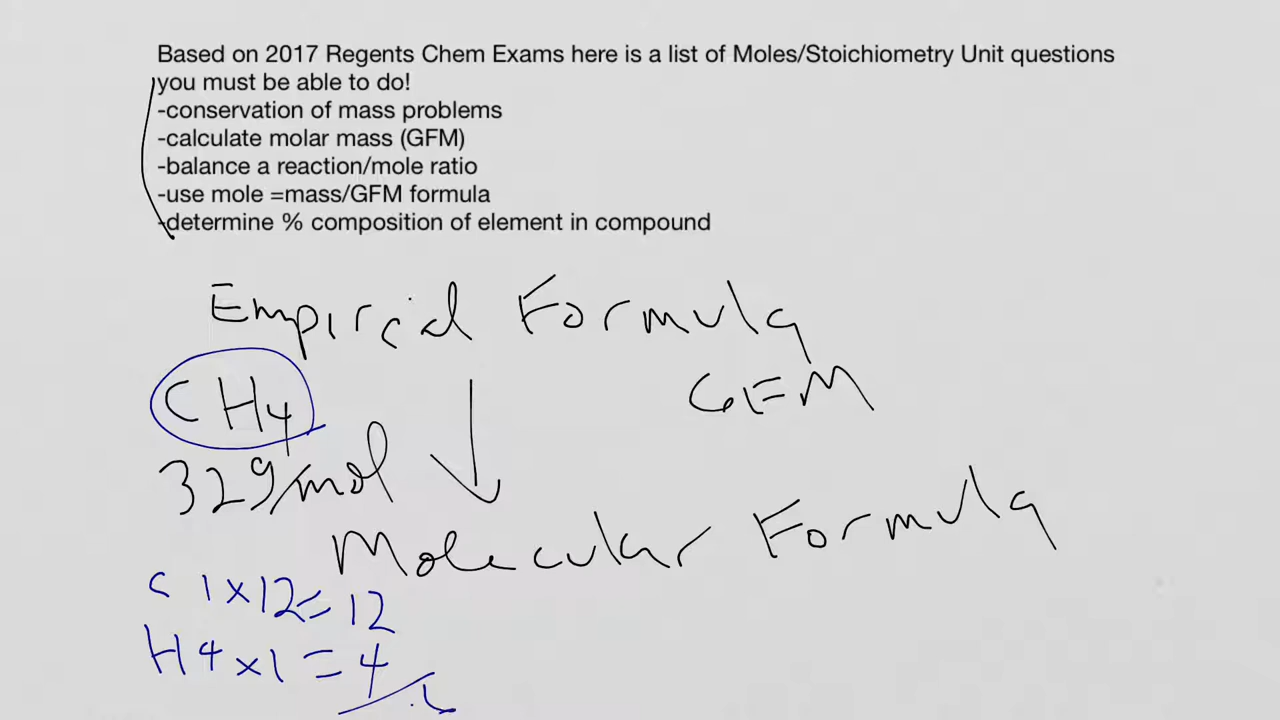 Based on 2017 Regents Chem Exams here is a list of Moles/Stoichiometry Unit questions
you must be able to do!
-conservation of mass problems
-calculate molar mass (GFM)
-balance a reaction/mole ratio
-use mole =mass/GFM formula
-determine % composition of element in compound
Empirical Formula
CH4
GFM
32g/mol
Molecular Formula
C 1x12=12
H4x1=4